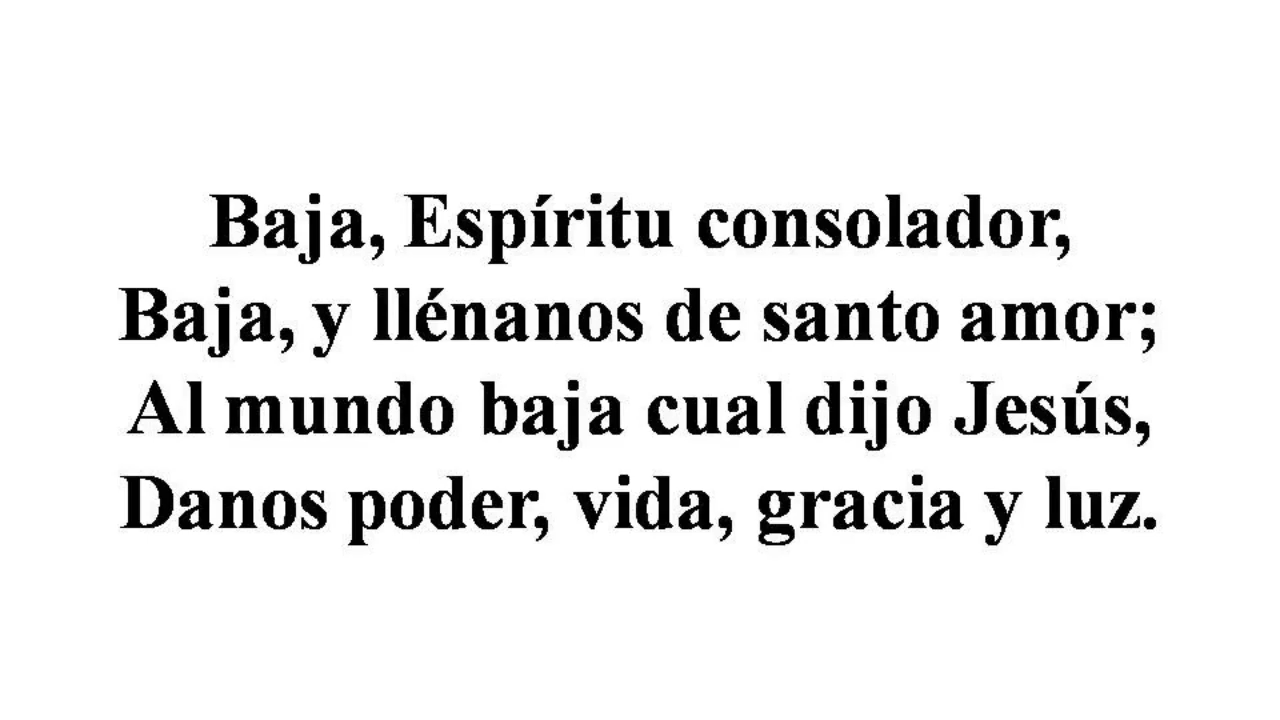 Baja, Espíritu consolador,
Baja, y llénanos de santo amor;
Al mundo baja cual dijo Jesús,
Danos poder, vida, gracia y luz.